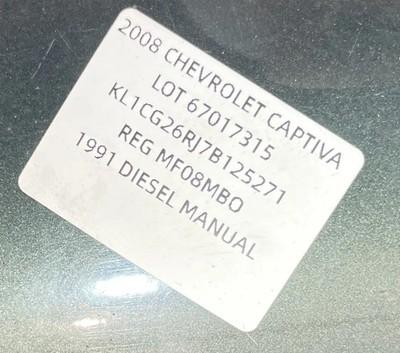 2008 CHEVROLET CAPTIVA
LOT 67017315
KL1CG26RJ7B125271
REG MF08MBO
1991 DIESEL MANUAL